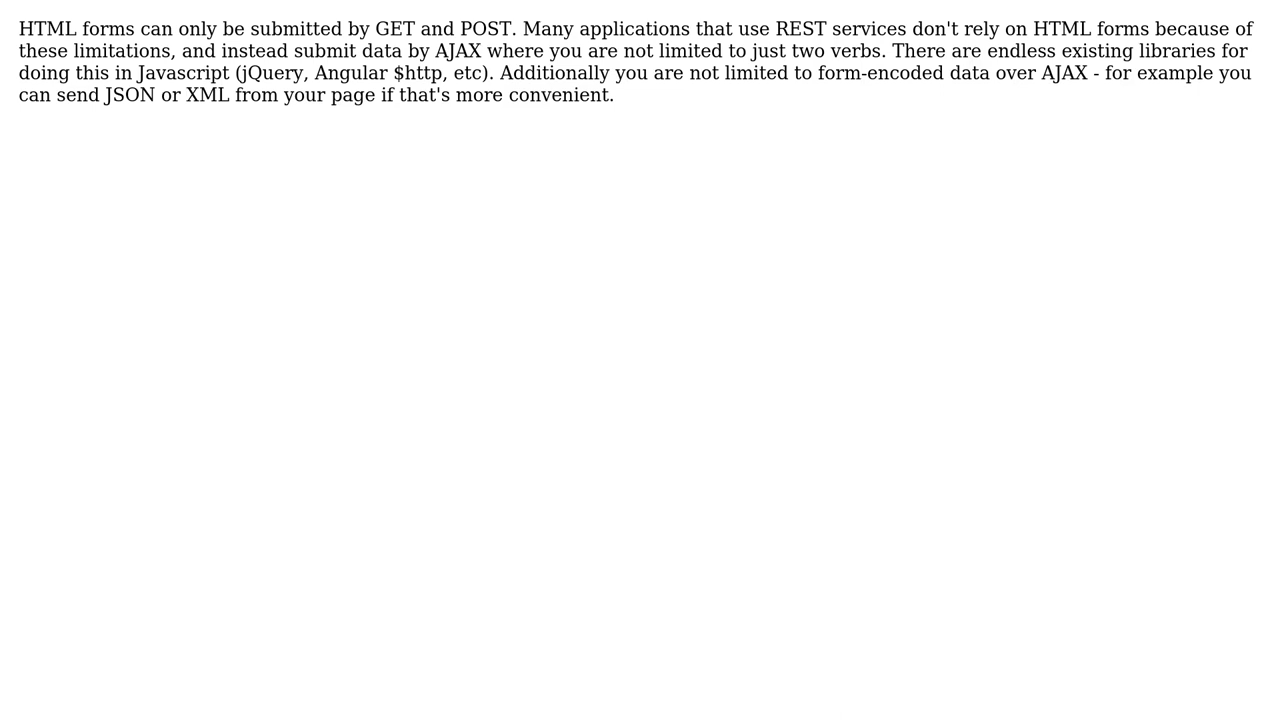 HTML forms can only be submitted by GET and POST. Many applications that use REST services don't rely on HTML forms because of
these limitations, and instead submit data by AJAX where you are not limited to just two verbs. There are endless existing libraries for
doing this in Javascript (jQuery, Angular $http, etc). Additionally you are not limited to form-encoded data over AJAX - for example you
can send JSON or XML from your page if that's more convenient.